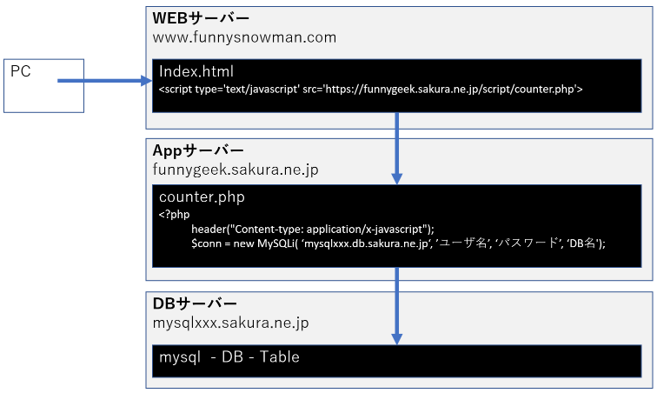 WEBサーバー
www.funnysnowman.com
PC
Index.html
<script type='text/javascript' src='https://funnygeek.sakura.ne.jp/script/counter.php'>
Appサーバー
funnygeek.sakura.ne.jp
counter.php
<?php
header("Content-type: application/x-javascript");
$conn = new MySQLi( ‘mysqlxxx.db.sakura.ne.jp‘, ’ユーザ名’, ‘パスワード’, ‘DB名’);
DBサーバー
mysqlxxx.sakura.ne.jp
mysql - DB - Table